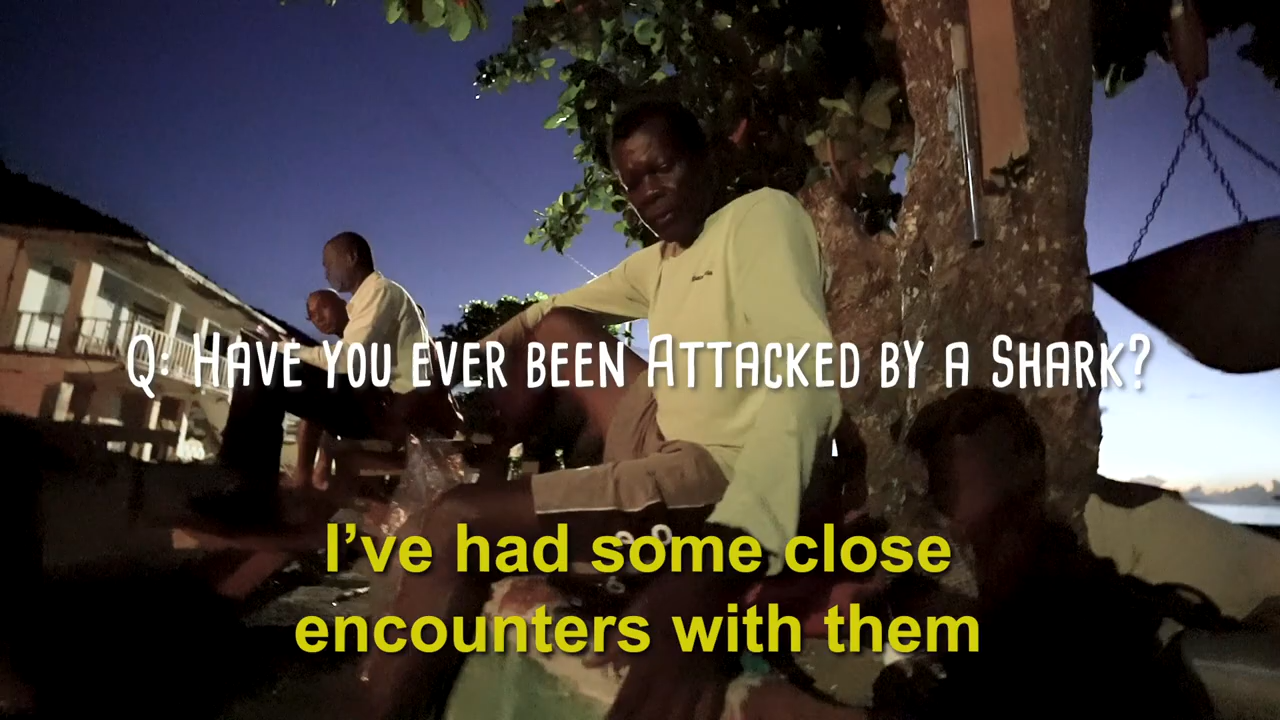 Q: Have you ever been Attacked by a Shark?
I've had some close
encounters with them